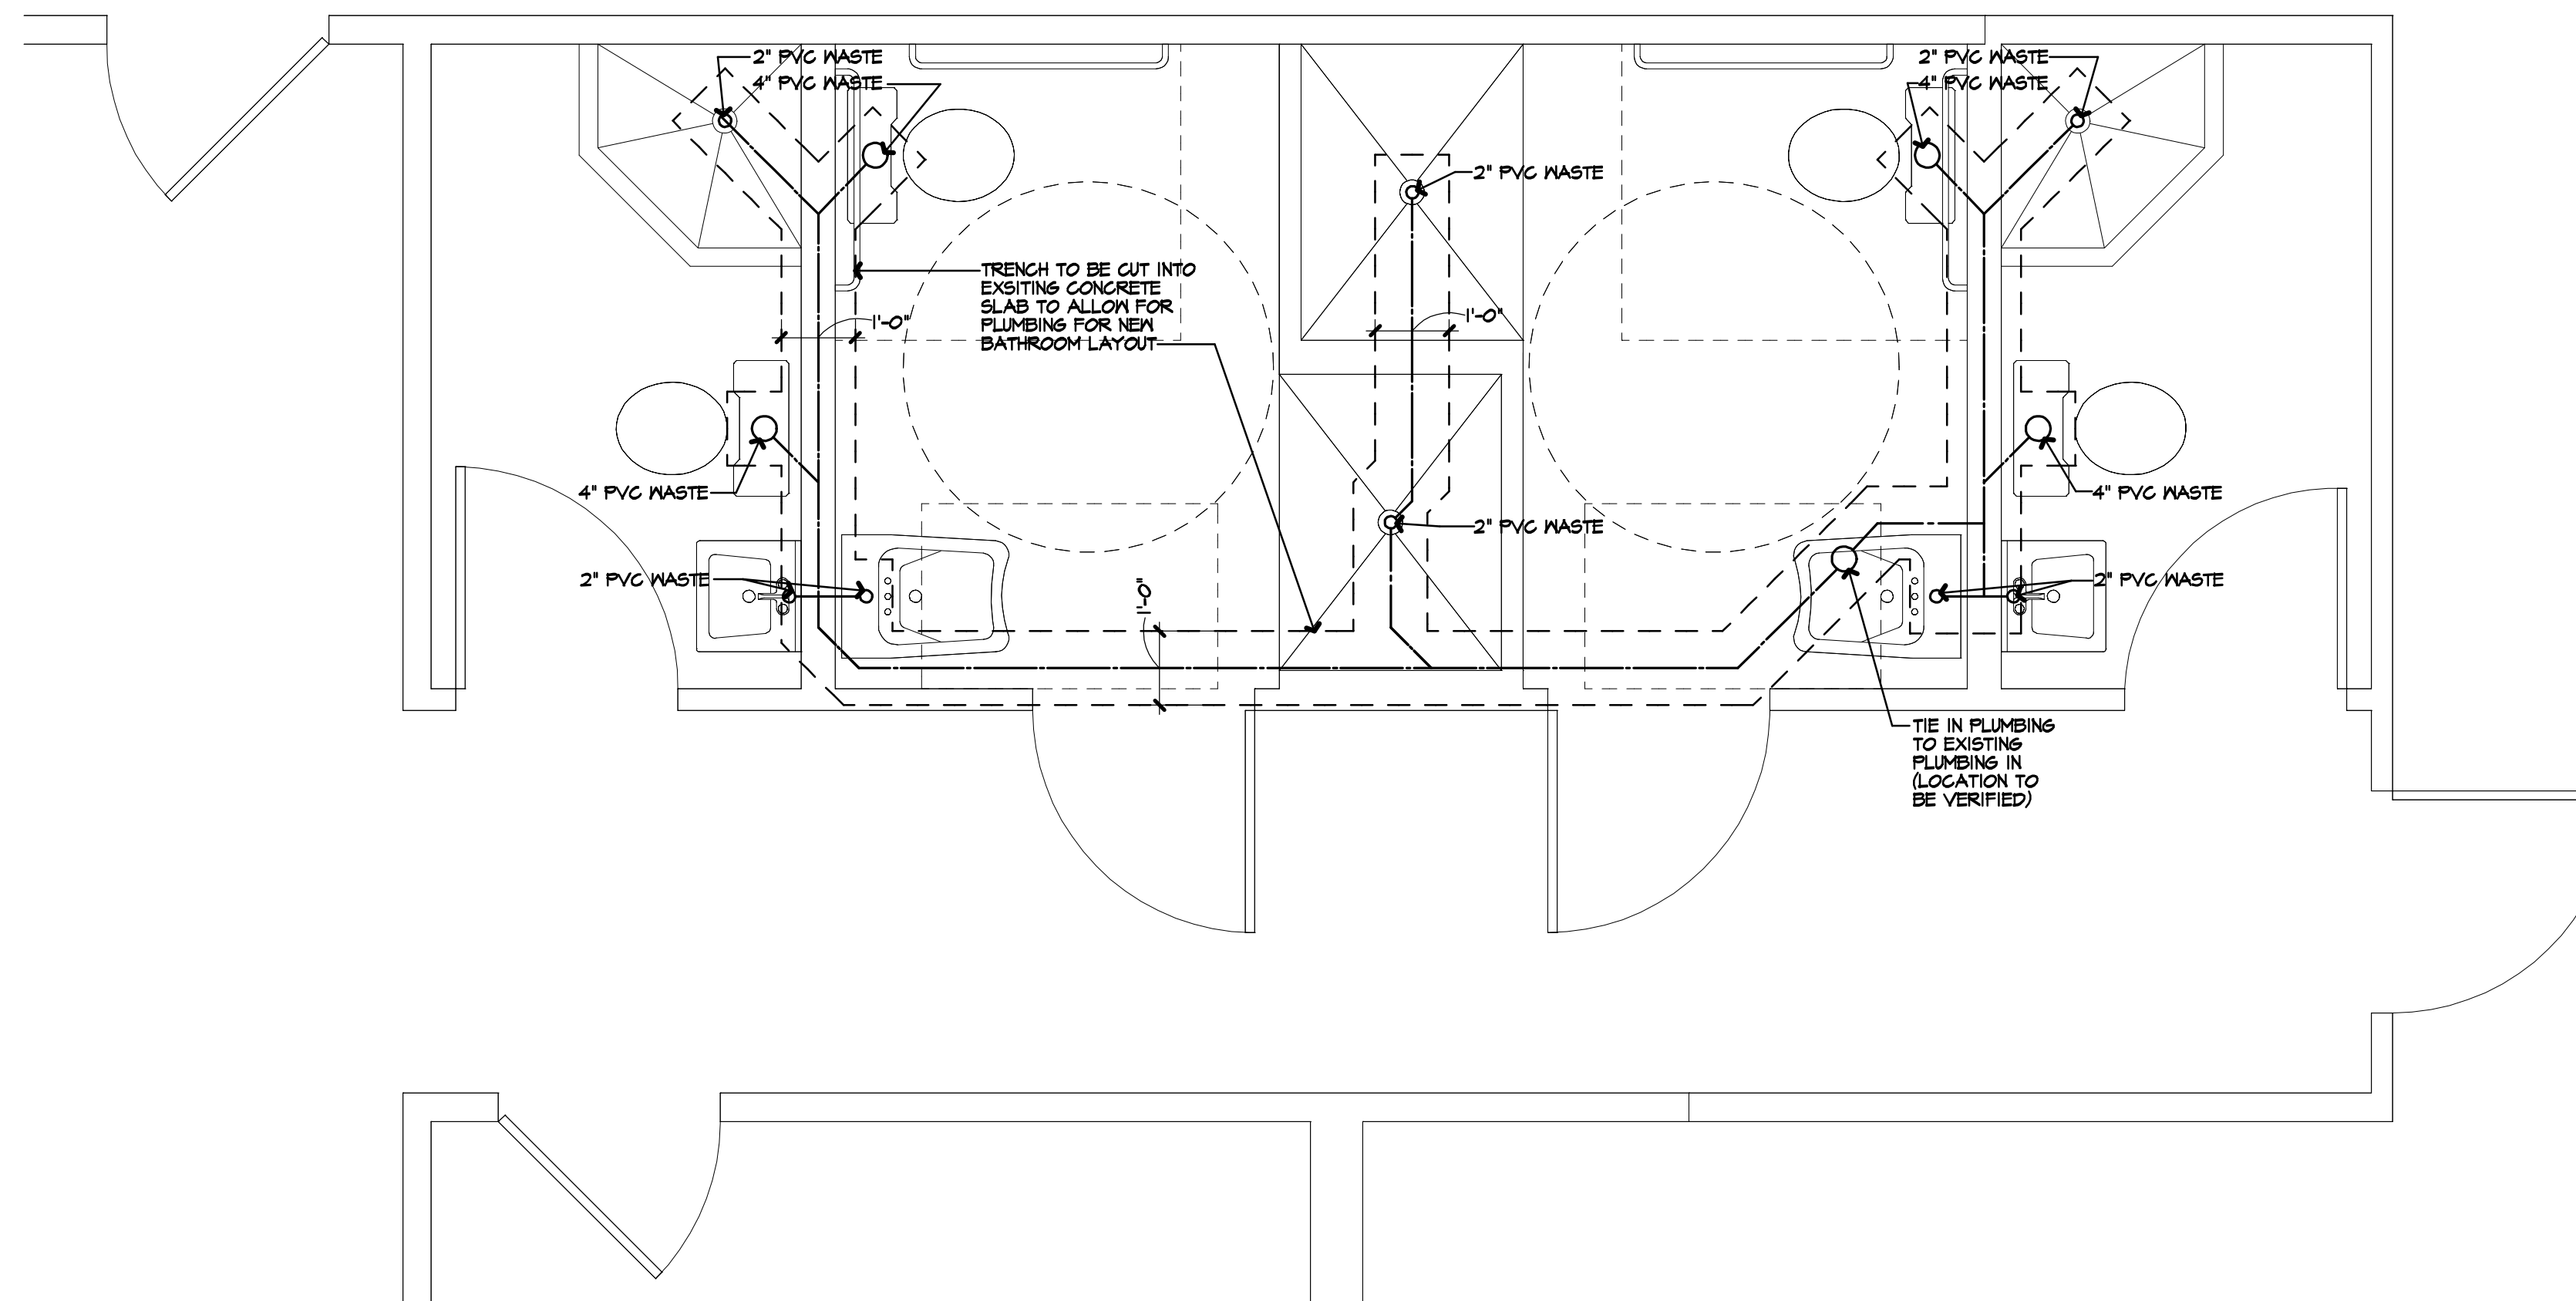 2" PVC WASTE
4" PVC WASTE
2" PVC WASTE
4" PVC WASTE
2" PVC WASTE
TRENCH TO BE CUT INTO
EXSITING CONCRETE
SLAB TO ALLOW FOR
PLUMBING FOR NEW
BATHROOM LAYOUT
1'-0"
1'-0"
4" PVC WASTE
4" PVC WASTE
2" PVC WASTE
2" PVC WASTE
2" PVC WASTE
1'-0"
TIE IN PLUMBING
TO EXISTING
PLUMBING IN
(LOCATION TO
BE VERIFIED)